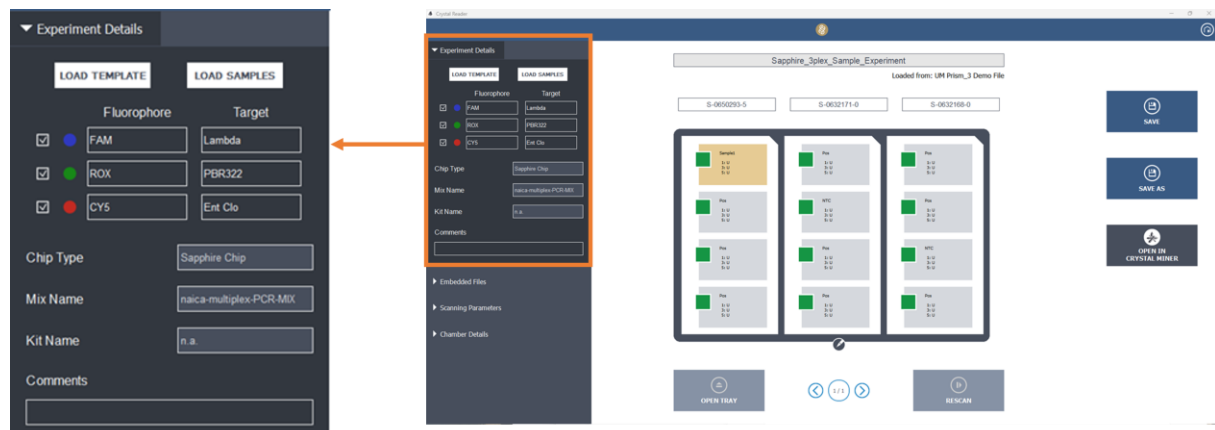 Experiment Details
LOAD TEMPLATE LOAD SAMPLES
Fluorophore Target
FAM Lambda
ROX PBR322
CY5 Ent Clo
Chip Type Sapphire Chip
Mix Name naica-multiplex-PCR-MIX
Kit Name n.a.
Comments
Crystal Reader
Experiment Details
LOAD TEMPLATE LOAD SAMPLES
Fluorophore Target
FAM Lambda
ROX PBR322
CY5 Ent Clo
Chip Type Sapphire Chip
Mix Name naica-multiplex-PCR-MIX
Kit Name n.a.
Comments
Embedded Files
Scanning Parameters
Chamber Details
Sapphire_3plex_Sample_Experiment
Loaded from: UM Prism_3 Demo File
S-0650293-5 S-0632171-0 S-0632168-0
Sample1 Pos Pos
Pos NTC Pos
Pos Pos NTC
Pos Pos Pos
OPEN TRAY
1 / 1
RESCAN
SAVE
SAVE AS
OPEN IN
CRYSTAL MINER